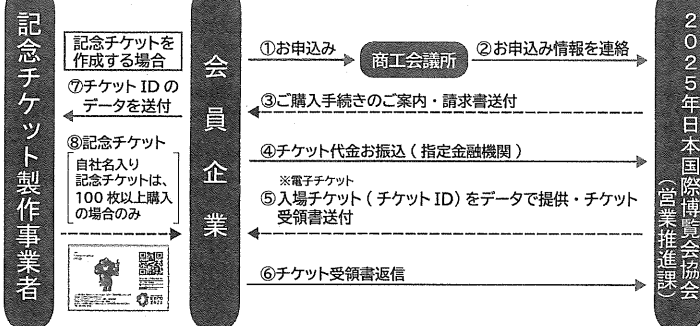 記念チケット製作事業者
記念チケットを
作成する場合
⑦チケット IDの
データを送付
⑧記念チケット
自社名入り
記念チケットは、
100枚以上購入
の場合のみ
会員企業
①お申込み
商工会議所
②お申込み情報を連絡
③ご購入手続きのご案内・請求書送付
④チケット代金お振込(指定金融機関)
※電子チケット
⑤入場チケット(チケットID)をデータで提供・チケット
受領書送付
⑥チケット受領書返信
2025年日本国際博覧会協会
(営業推進課)